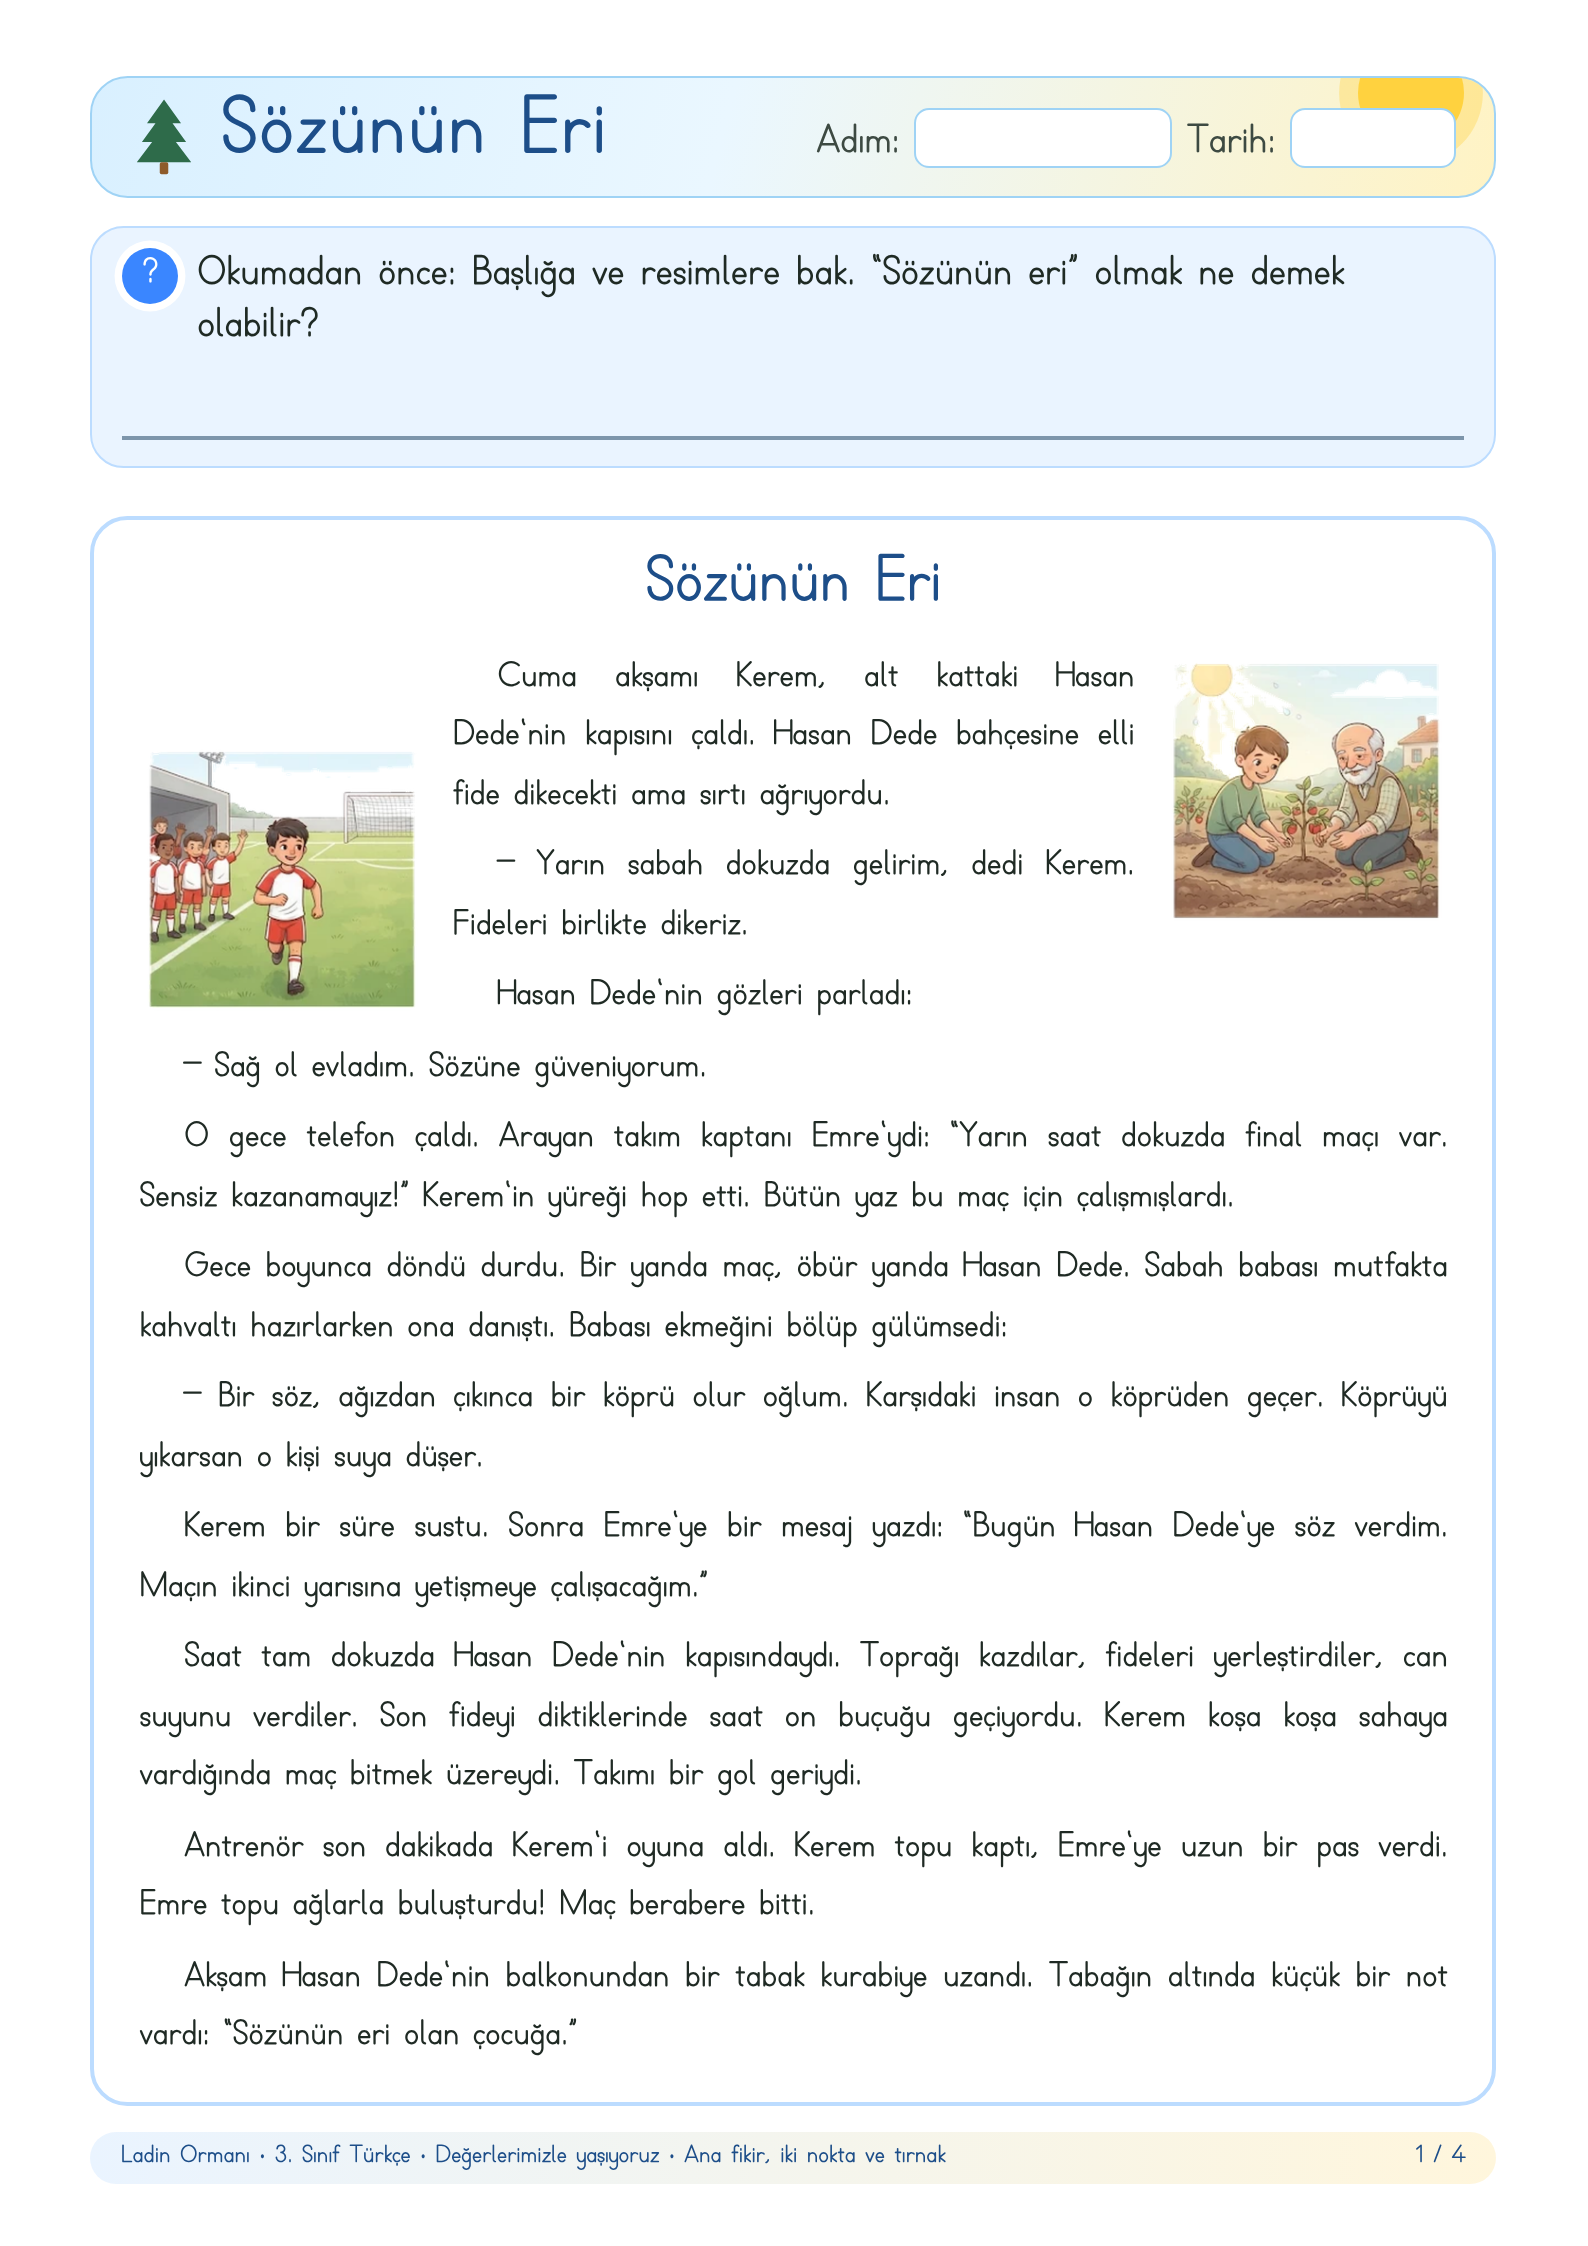 Sözünün Eri
Adım:
Tarih:
?
Okumadan önce: Başlığa ve resimlere bak. “Sözünün eri” olmak ne demek
olabilir?
Sözünün Eri
Cuma akşamı Kerem, alt kattaki Hasan
Dede‘nin kapısını çaldı. Hasan Dede bahçesine elli
fide dikecekti ama sırtı ağrıyordu.
– Yarın sabah dokuzda gelirim, dedi Kerem.
Fideleri birlikte dikeriz.
Hasan Dede‘nin gözleri parladı:
– Sağ ol evladım. Sözüne güveniyorum.
O gece telefon çaldı. Arayan takım kaptanı Emre‘ydi: “Yarın saat dokuzda final maçı var.
Sensiz kazanamayız!” Kerem‘in yüreği hop etti. Bütün yaz bu maç için çalışmışlardı.
Gece boyunca döndü durdu. Bir yanda maç, öbür yanda Hasan Dede. Sabah babası mutfakta
kahvaltı hazırlarken ona danıştı. Babası ekmeğini bölüp gülümsedi:
– Bir söz, ağızdan çıkınca bir köprü olur oğlum. Karşıdaki insan o köprüden geçer. Köprüyü
yıkarsan o kişi suya düşer.
Kerem bir süre sustu. Sonra Emre‘ye bir mesaj yazdı: “Bugün Hasan Dede‘ye söz verdim.
Maçın ikinci yarısına yetişmeye çalışacağım.”
Saat tam dokuzda Hasan Dede‘nin kapısındaydı. Toprağı kazdılar, fideleri yerleştirdiler, can
suyunu verdiler. Son fideyi diktiklerinde saat on buçuğu geçiyordu. Kerem koşa koşa sahaya
vardığında maç bitmek üzereydi. Takımı bir gol geriydi.
Antrenör son dakikada Kerem‘i oyuna aldı. Kerem topu kaptı, Emre‘ye uzun bir pas verdi.
Emre topu ağlarla buluşturdu! Maç berabere bitti.
Akşam Hasan Dede‘nin balkonundan bir tabak kurabiye uzandı. Tabağın altında küçük bir not
vardı: “Sözünün eri olan çocuğa.”
Ladin Ormanı • 3. Sınıf Türkçe • Değerlerimizle yaşıyoruz • Ana fikir, iki nokta ve tırnak
1 / 4